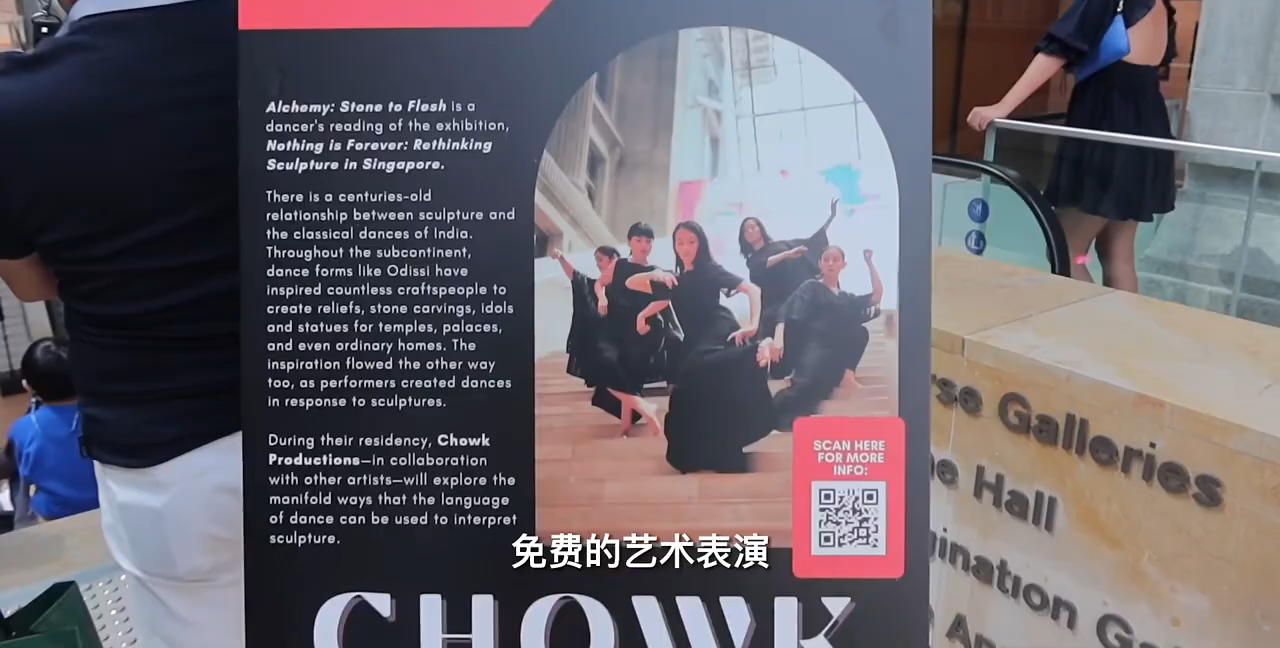 Alchemy: Stone to Flesh is a
dancer's reading of the exhibition,
Nothing is Forever: Rethinking
Sculpture in Singapore.
There is a centuries-old
relationship between sculpture and
the classical dances of India.
Throughout the subcontinent,
dance forms like Odissi have
inspired countless craftspeople to
create reliefs, stone carvings, idols
and statues for temples, palaces,
and even ordinary homes. The
inspiration flowed the other way
too, as performers created dances
in response to sculptures.
During their residency, Chowk
Productions—in collaboration
with other artists—will explore the
manifold ways that the language
of dance can be used to interpret
sculpture.
SCAN HERE
FOR MORE
INFO:
免费的艺术表演
CHOWK
Galleries
Hall